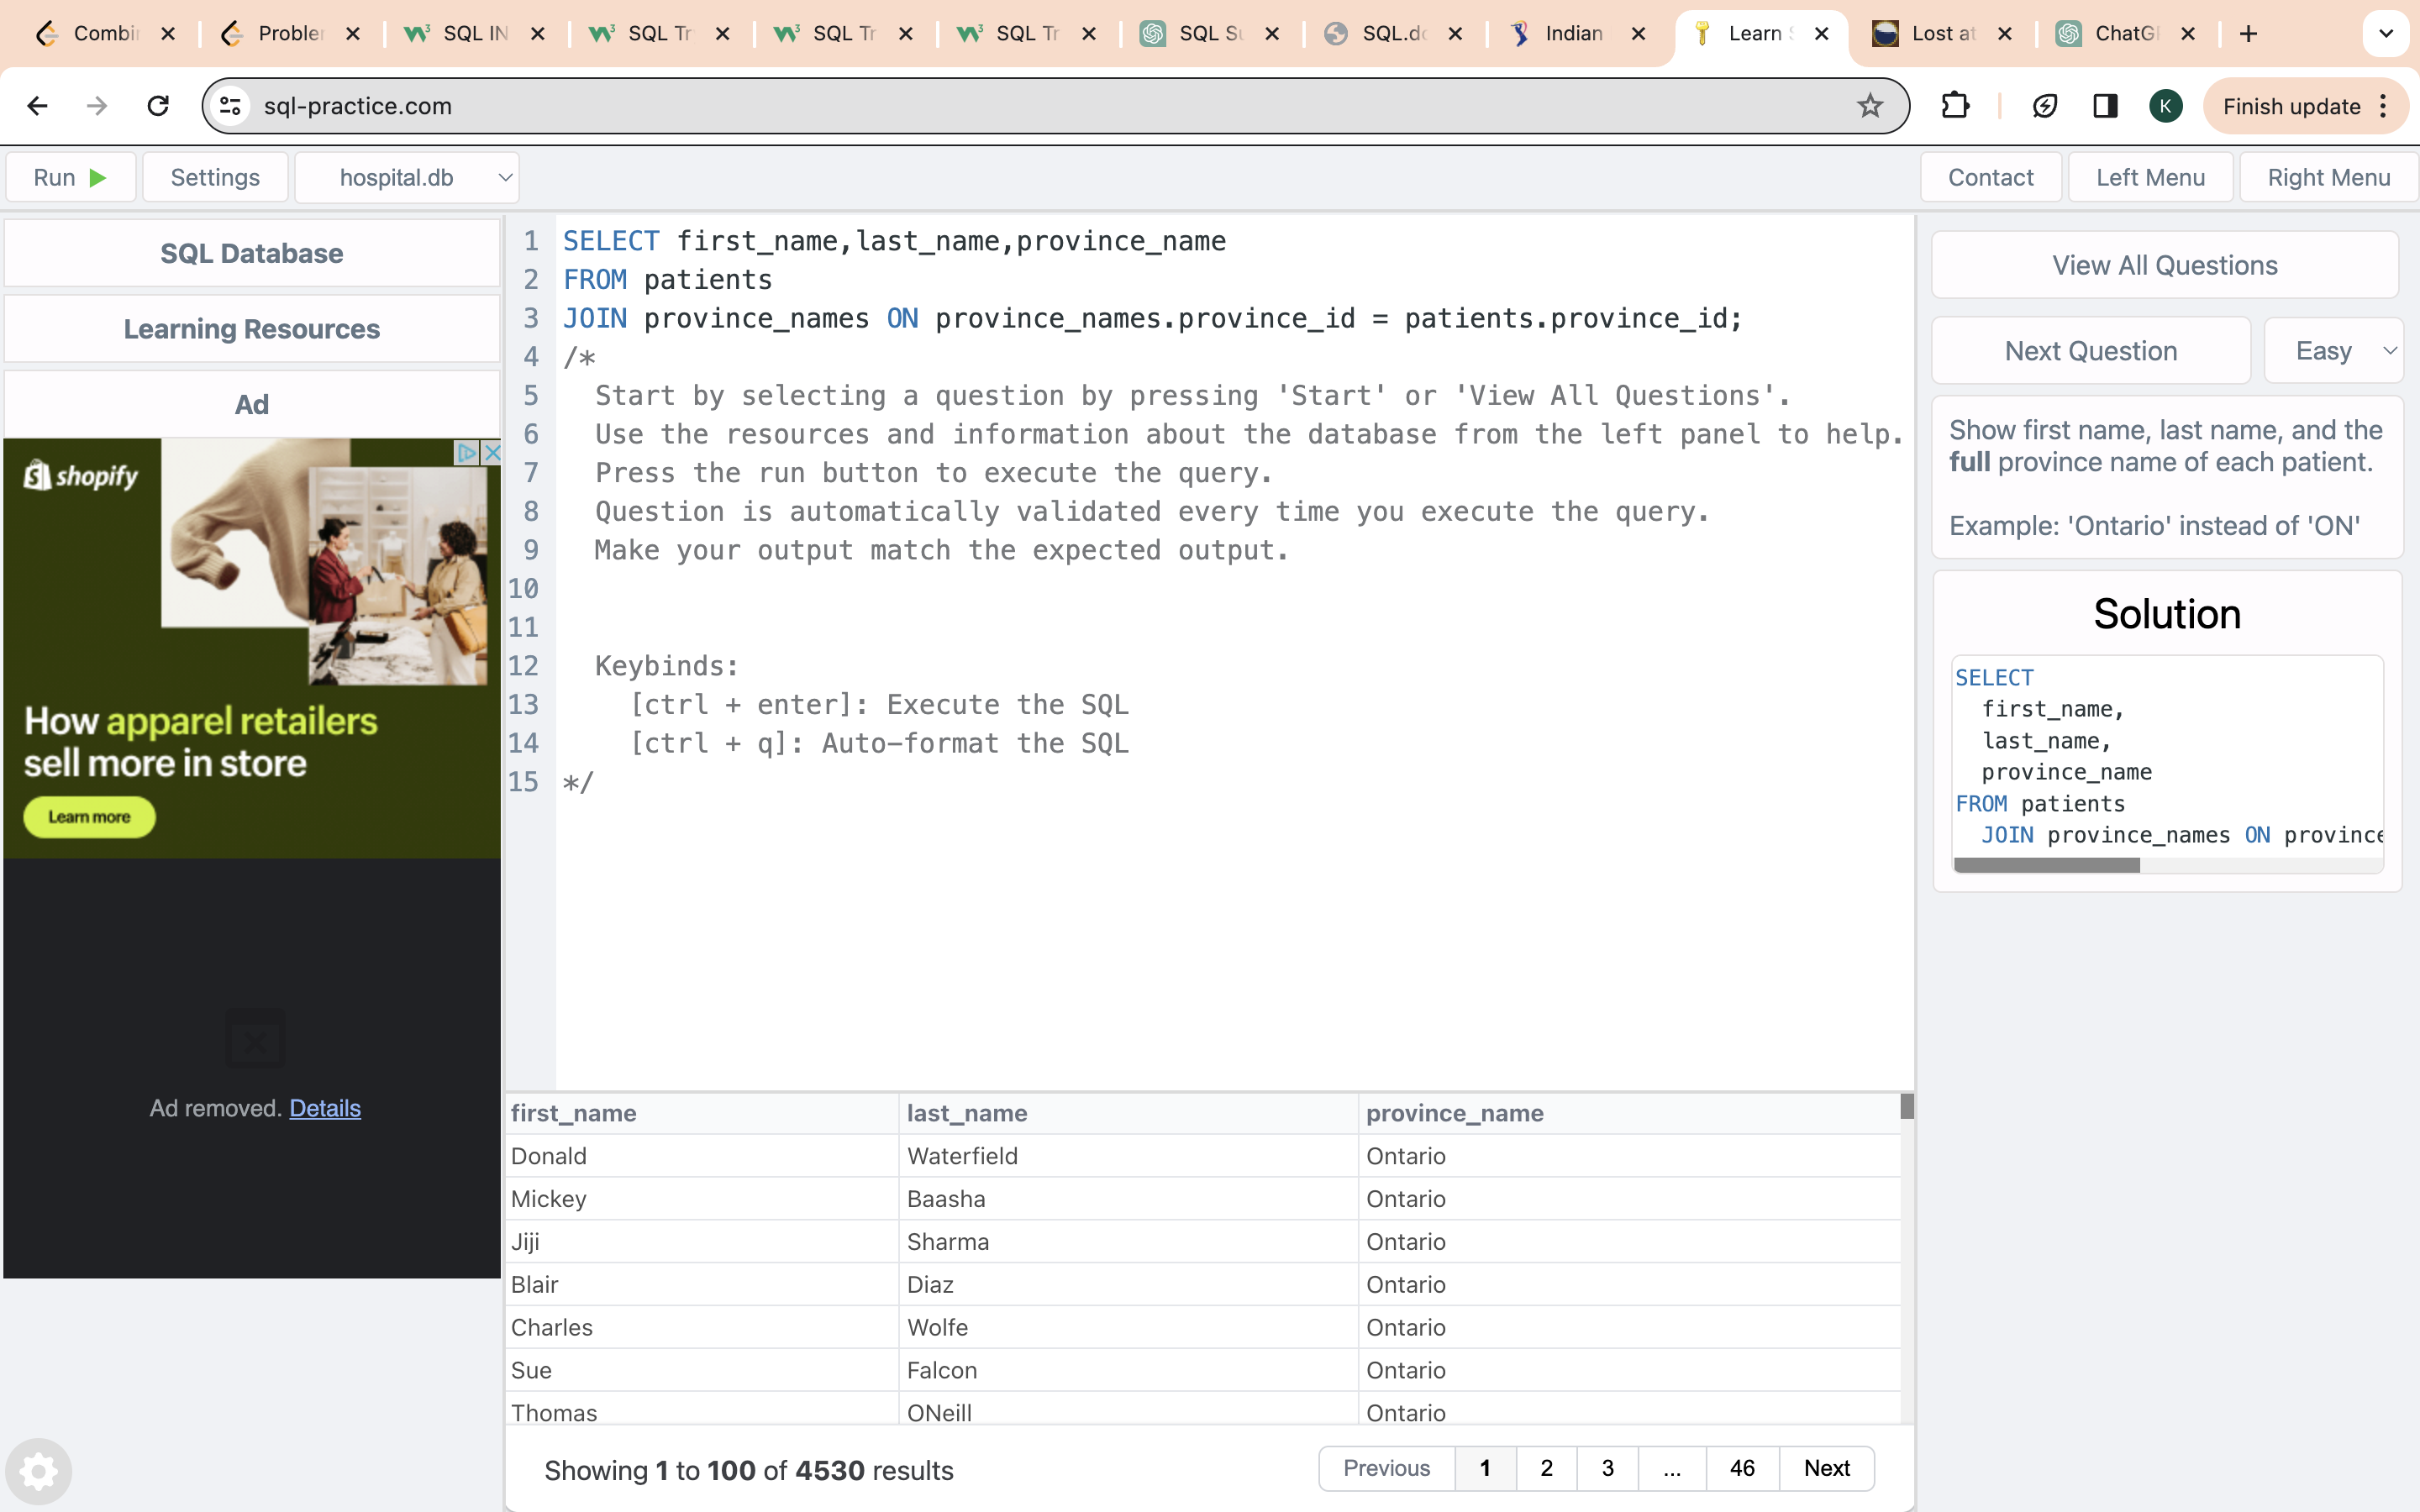 Combi
Proble
SQL IN
SQL Tr
SQL Tr
SQL Tr
SQL Su
SQL.do
Indian
Learn S
Lost at
ChatG
sql-practice.com
K
Finish update
Run
Settings
hospital.db
Contact
Left Menu
Right Menu
SQL Database
Learning Resources
Ad
shopify
How apparel retailers
sell more in store
Learn more
Ad removed. Details
1 SELECT first_name,last_name,province_name
2 FROM patients
3 JOIN province_names ON province_names.province_id = patients.province_id;
4 /*
5 Start by selecting a question by pressing 'Start' or 'View All Questions'.
6 Use the resources and information about the database from the left panel to help.
7 Press the run button to execute the query.
8 Question is automatically validated every time you execute the query.
9 Make your output match the expected output.
10
11
12 Keybinds:
13 [ctrl + enter]: Execute the SQL
14 [ctrl + q]: Auto-format the SQL
15 */
first_name last_name province_name
Donald Waterfield Ontario
Mickey Baasha Ontario
Jiji Sharma Ontario
Blair Diaz Ontario
Charles Wolfe Ontario
Sue Falcon Ontario
Thomas ONeill Ontario
Showing 1 to 100 of 4530 results
Previous 1 2 3 ... 46 Next
View All Questions
Next Question
Easy
Show first name, last name, and the
full province name of each patient.
Example: 'Ontario' instead of 'ON'
Solution
SELECT
first_name,
last_name,
province_name
FROM patients
JOIN province_names ON province